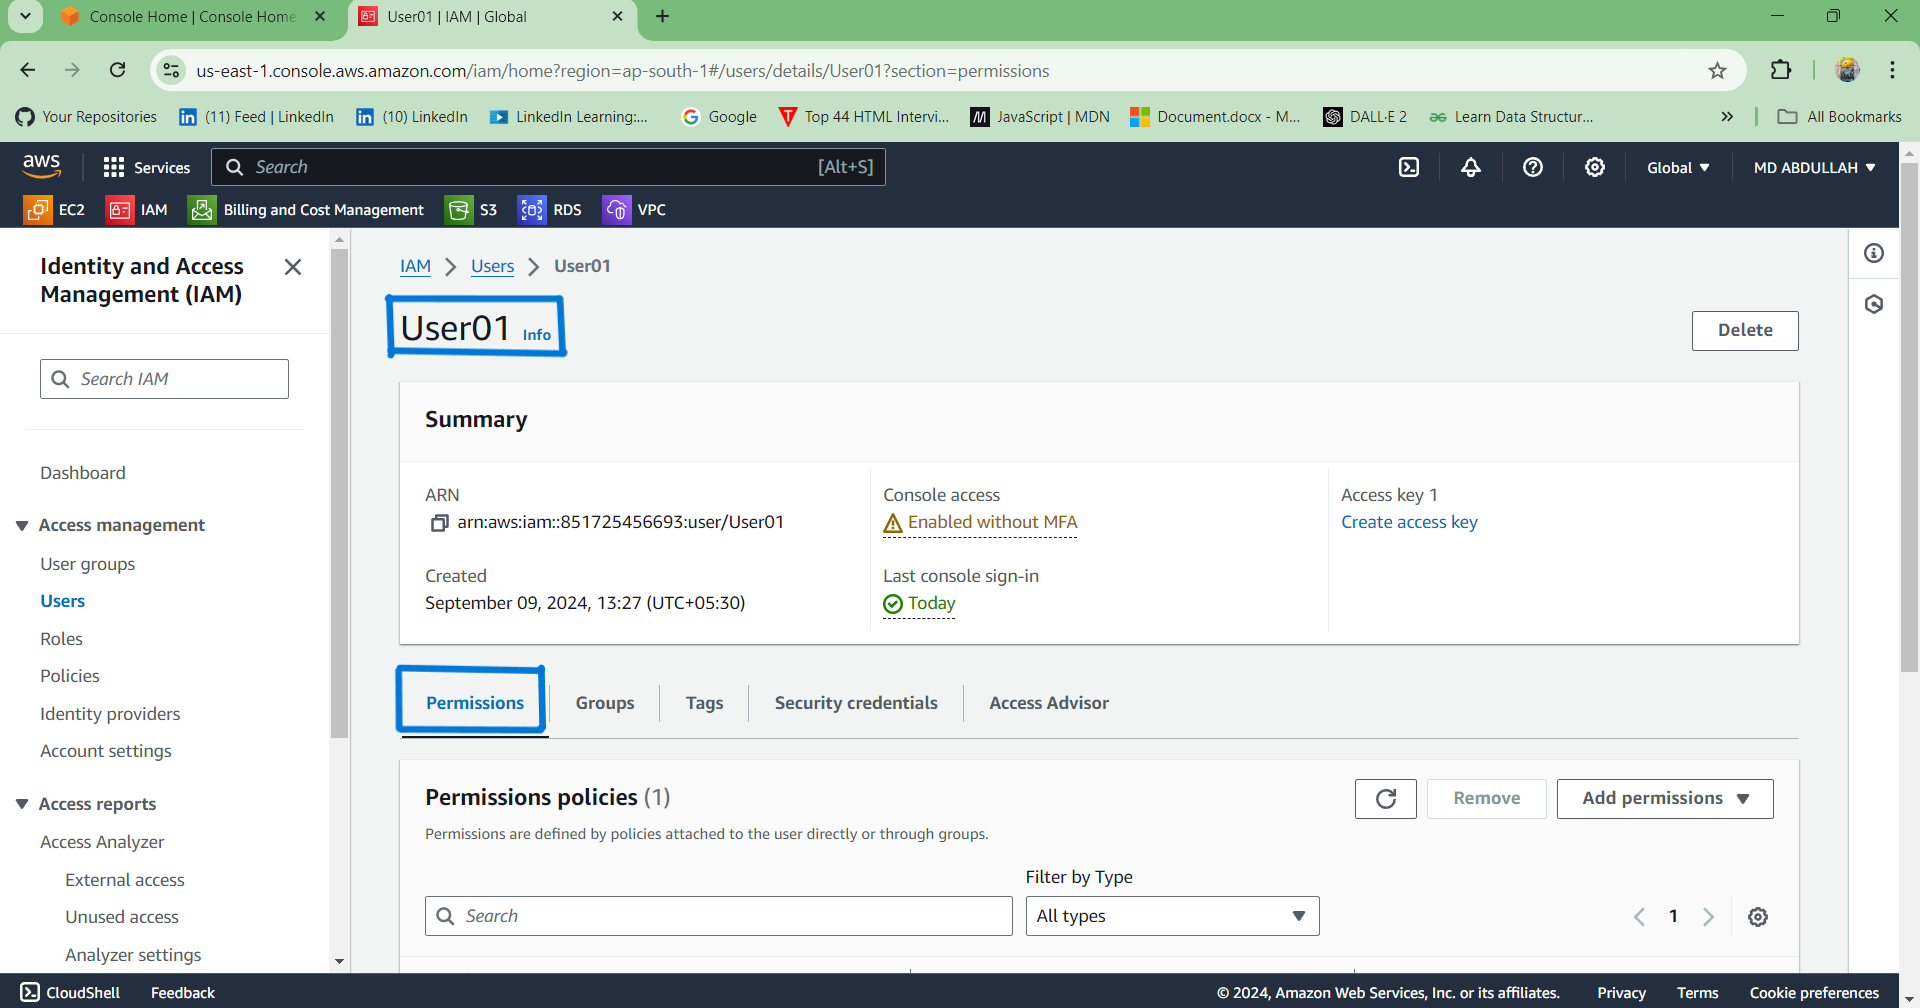 Console Home | Console Home
User01 | IAM | Global
us-east-1.console.aws.amazon.com/iam/home?region=ap-south-1#/users/details/User01?section=permissions
Your Repositories
(11) Feed | LinkedIn
(10) LinkedIn
LinkedIn Learning:...
Google
Top 44 HTML Intervi...
JavaScript | MDN
Document.docx - M...
DALL·E 2
Learn Data Structur...
All Bookmarks
aws
Services
Search
[Alt+S]
Global
MD ABDULLAH
EC2
IAM
Billing and Cost Management
S3
RDS
VPC
Identity and Access
Management (IAM)
Search IAM
Dashboard
Access management
User groups
Users
Roles
Policies
Identity providers
Account settings
Access reports
Access Analyzer
External access
Unused access
Analyzer settings
IAM
Users
User01
User01 Info
Delete
Summary
ARN
arn:aws:iam::851725456693:user/User01
Created
September 09, 2024, 13:27 (UTC+05:30)
Console access
Enabled without MFA
Last console sign-in
Today
Access key 1
Create access key
Permissions
Groups
Tags
Security credentials
Access Advisor
Permissions policies (1)
Permissions are defined by policies attached to the user directly or through groups.
Remove
Add permissions
Filter by Type
Search
All types
1
CloudShell
Feedback
© 2024, Amazon Web Services, Inc. or its affiliates.
Privacy
Terms
Cookie preferences